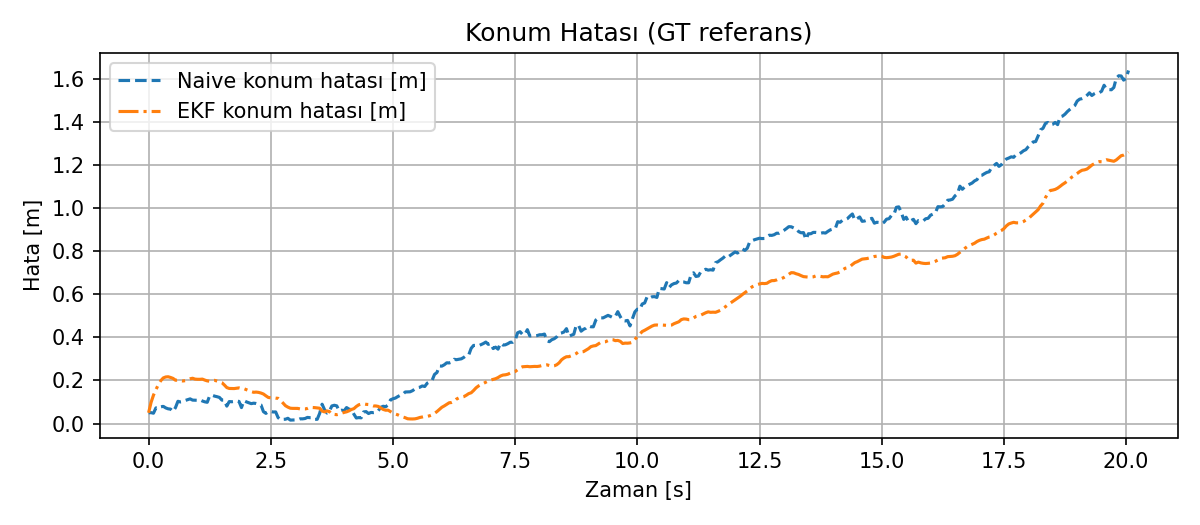 Konum Hatası (GT referans)
Naive konum hatası [m]
EKF konum hatası [m]
Hata [m]
1.6
1.4
1.2
1.0
0.8
0.6
0.4
0.2
0.0
0.0 2.5 5.0 7.5 10.0 12.5 15.0 17.5 20.0
Zaman [s]